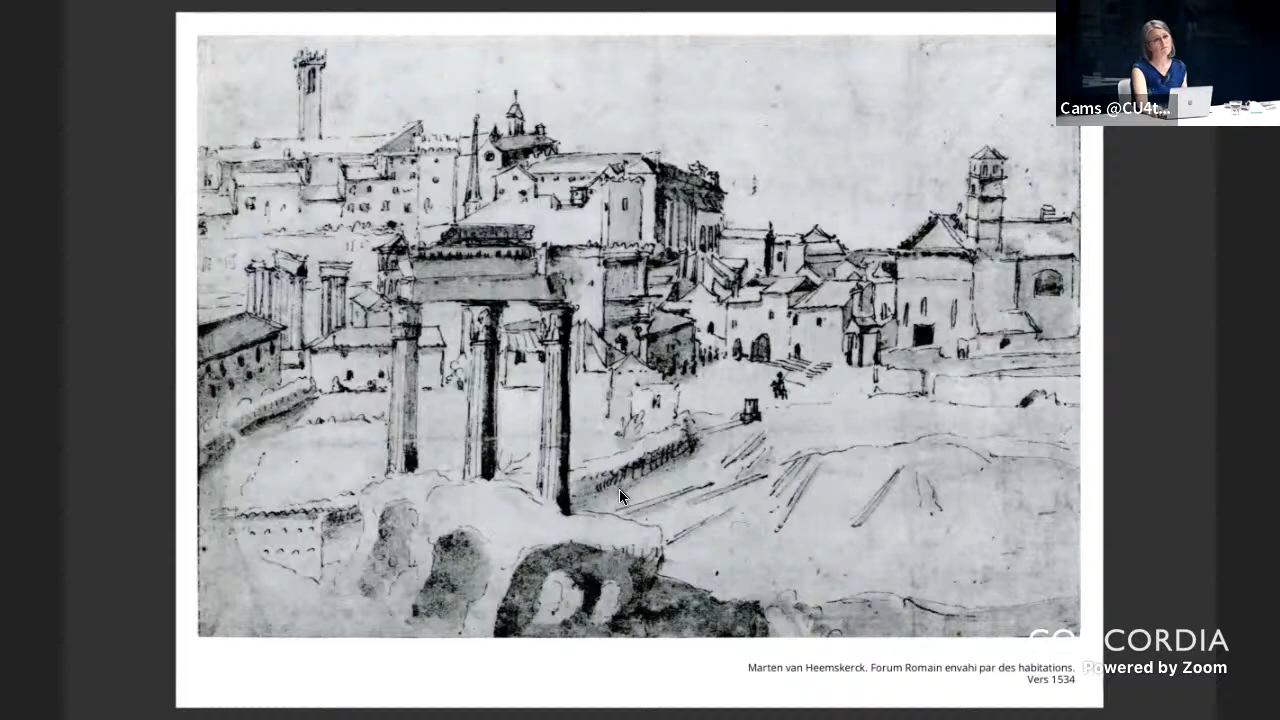 Cams @CU4t...
CONCORDIA
Powered by Zoom
Marten van Heemskerck. Forum Romain envahi par des habitations.
Vers 1534